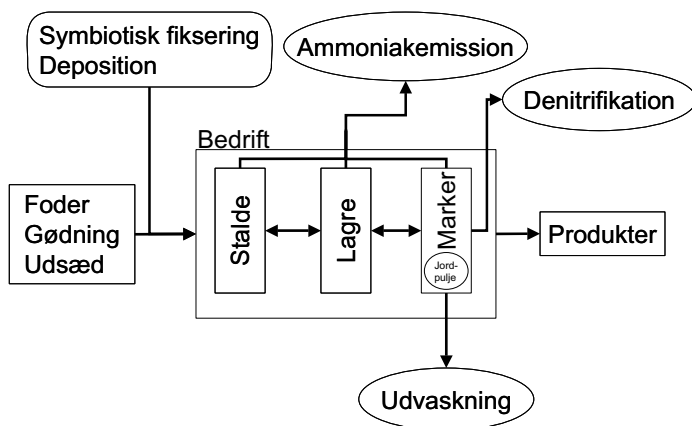 Symbiotisk fiksering
Deposition
Ammoniakemission
Denitrifikation
Bedrift
Foder
Gødning
Udsæd
Stalde
Lagre
Marker
Jord-
pulje
Produkter
Udvaskning